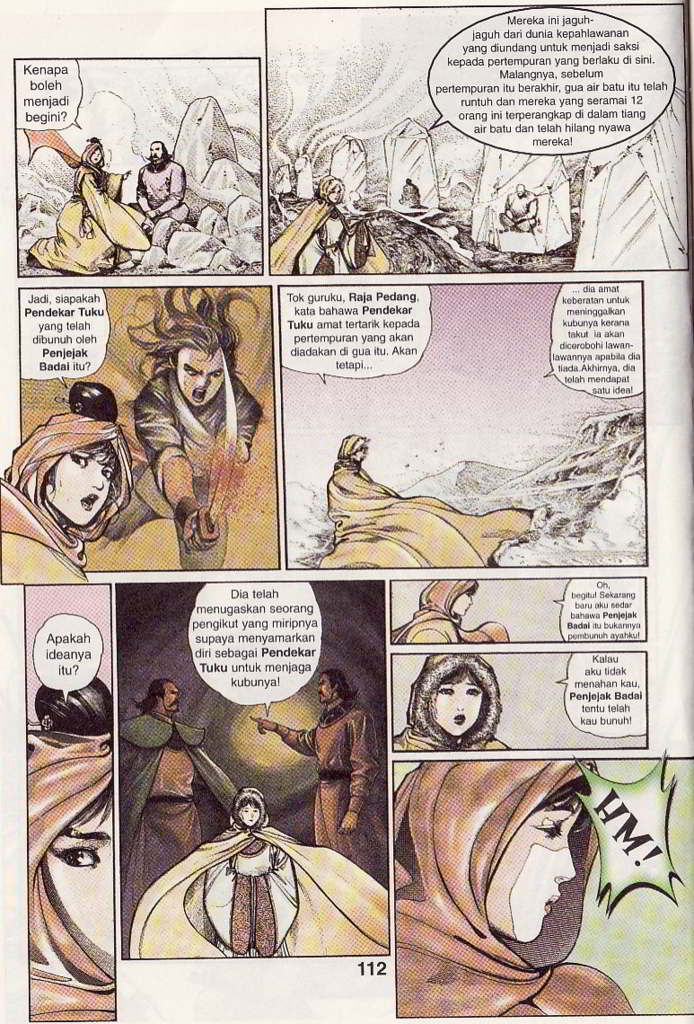 Kenapa
boleh
menjadi
begini?
Mereka ini jaguh-
jaguh dari dunia kepahlawanan
yang diundang untuk menjadi saksi
kepada pertempuran yang berlaku di sini.
Malangnya, sebelum
pertempuran itu berakhir, gua air batu itu telah
runtuh dan mereka yang seramai 12
orang ini terperangkap di dalam tiang
air batu dan telah hilang nyawa
mereka!
Jadi, siapakah
Pendekar Tuku
yang telah
dibunuh oleh
Penjejak
Badai itu?
Tok guruku, Raja Pedang,
kata bahawa Pendekar
Tuku amat tertarik kepada
pertempuran yang akan
diadakan di gua itu. Akan
tetapi...
... dia amat
keberatan untuk
meninggalkan
kubunya kerana
takut ia akan
dicerobohi lawan-
lawannya apabila dia
tiada.Akhirnya, dia
telah mendapat
satu idea!
Apakah
ideanya
itu?
Dia telah
menugaskan seorang
pengikut yang miripnya
supaya menyamarkan
diri sebagai Pendekar
Tuku untuk menjaga
kubunya!
Oh,
begitu! Sekarang
baru aku sedar
bahawa Penjejak
Badai itu bukannya
pembunuh ayahku!
Kalau
aku tidak
menahan kau,
Penjejak Badai
tentu telah
kau bunuh!
HM!
112